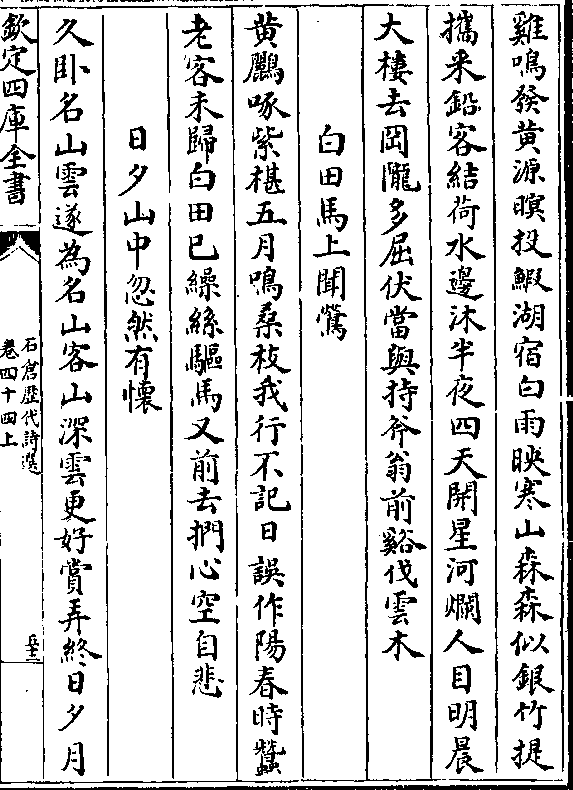 雞鳴發黄源暝投鰕湖宿白雨映寒山森森似銀竹提
攜采鉛客結荷水邊沐半夜四天開星河爛人目明晨
大棲去岡隴多屈伏當與持斧翁前谿伐雲木
白田馬上聞鶯
黄鸝啄紫椹五月鳴桑枝我行不記日誤作陽春時蠶
老客未歸白田已繰絲驅馬又前去捫心空自悲
日夕山中忽然有懷
久卧名山雲遂為名山客山深雲更好賞弄終日夕月
欽定四庫全書
石倉歷代詩選
卷四十四上